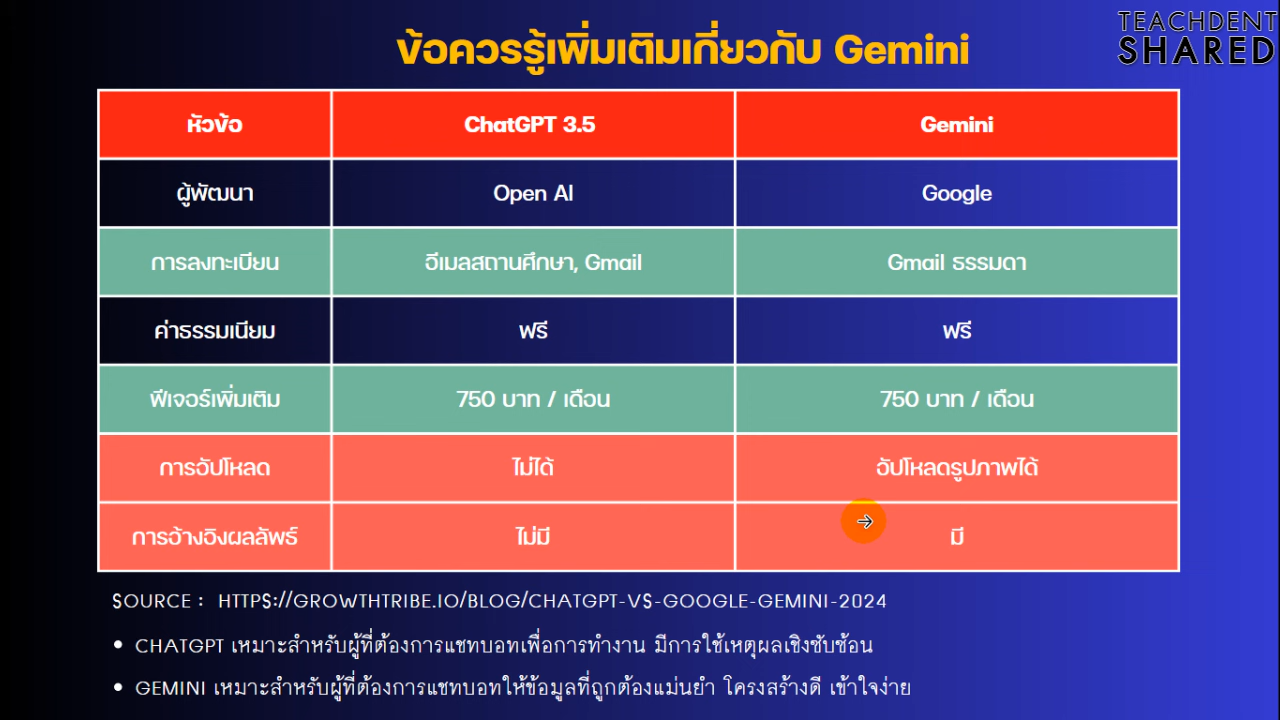 TEACHDENT
SHARED
ข้อควรรู้เพิ่มเติมเกี่ยวกับ Gemini
หัวข้อ ChatGPT 3.5 Gemini
ผู้พัฒนา Open AI Google
การลงทะเบียน อีเมลสถานศึกษา, Gmail Gmail ธรรมดา
ค่าธรรมเนียม ฟรี ฟรี
ฟีเจอร์เพิ่มเติม 750 บาท / เดือน 750 บาท / เดือน
การอัปโหลด ไม่ได้ อัปโหลดรูปภาพได้
การอ้างอิงผลลัพธ์ ไม่มี มี
SOURCE : HTTPS://GROWTHTRIBE.IO/BLOG/CHATGPT-VS-GOOGLE-GEMINI-2024
• CHATGPT เหมาะสำหรับผู้ที่ต้องการแชทบอทเพื่อการทำงาน มีการใช้เหตุผลเชิงซับซ้อน
• GEMINI เหมาะสำหรับผู้ที่ต้องการแชทบอทให้ข้อมูลที่ถูกต้องแม่นยำ โครงสร้างดี เข้าใจง่าย